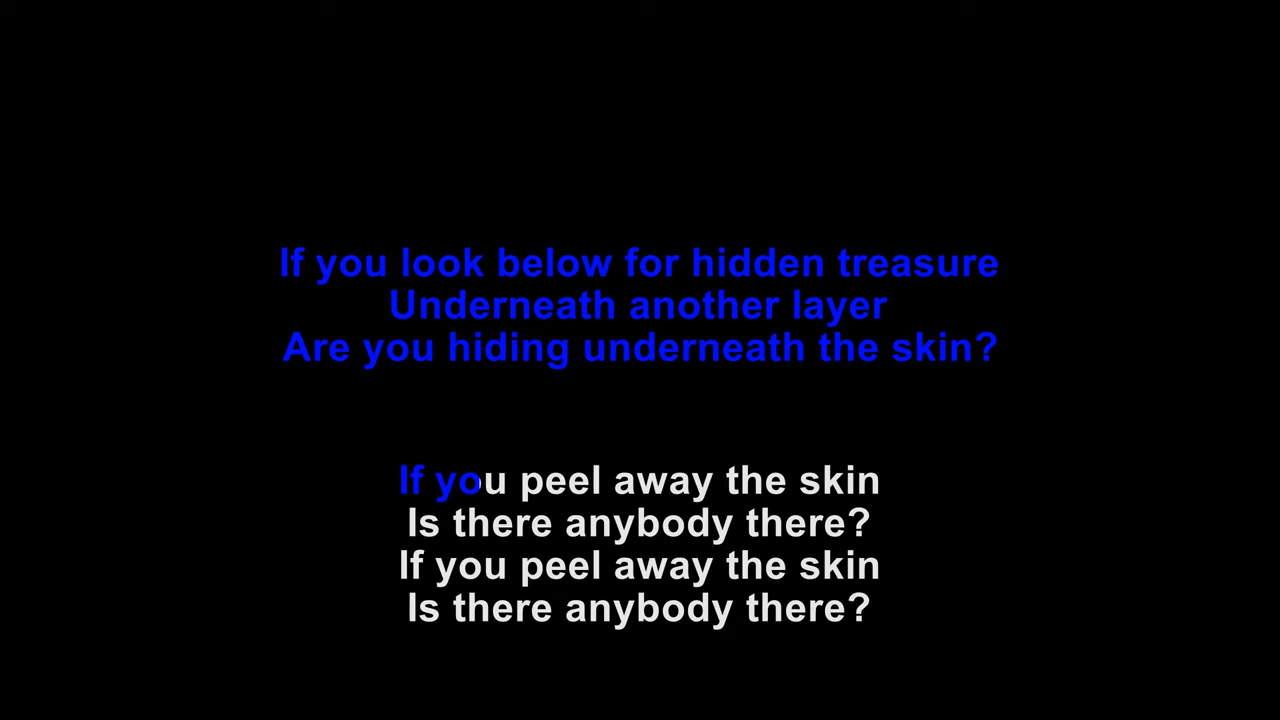 If you look below for hidden treasure
Underneath another layer
Are you hiding underneath the skin?
If you peel away the skin
Is there anybody there?
If you peel away the skin
Is there anybody there?